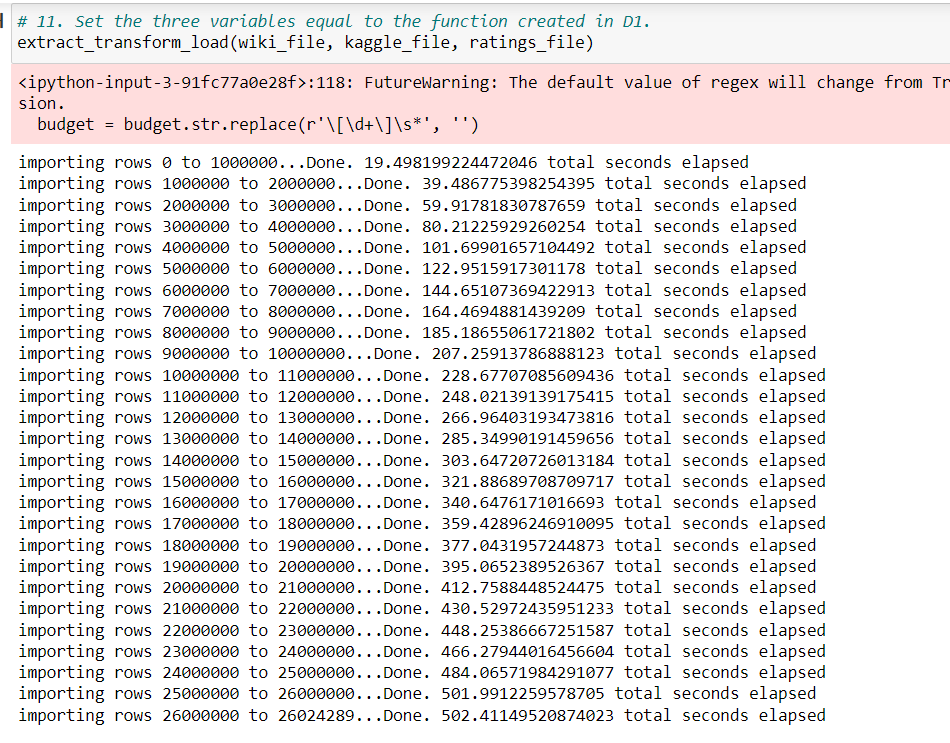 # 11. Set the three variables equal to the function created in D1.
extract_transform_load(wiki_file, kaggle_file, ratings_file)
<ipython-input-3-91fc77a0e28f>:118: FutureWarning: The default value of regex will change from Tr
sion.
budget = budget.str.replace(r'\[\d+\]\s*', '')
importing rows 0 to 1000000...Done. 19.498199224472046 total seconds elapsed
importing rows 1000000 to 2000000...Done. 39.486775398254395 total seconds elapsed
importing rows 2000000 to 3000000...Done. 59.91781830787659 total seconds elapsed
importing rows 3000000 to 4000000...Done. 80.21225929260254 total seconds elapsed
importing rows 4000000 to 5000000...Done. 101.69901657104492 total seconds elapsed
importing rows 5000000 to 6000000...Done. 122.9515917301178 total seconds elapsed
importing rows 6000000 to 7000000...Done. 144.65107369422913 total seconds elapsed
importing rows 7000000 to 8000000...Done. 164.4694881439209 total seconds elapsed
importing rows 8000000 to 9000000...Done. 185.18655061721802 total seconds elapsed
importing rows 9000000 to 10000000...Done. 207.25913786888123 total seconds elapsed
importing rows 10000000 to 11000000...Done. 228.67707085609436 total seconds elapsed
importing rows 11000000 to 12000000...Done. 248.02139139175415 total seconds elapsed
importing rows 12000000 to 13000000...Done. 266.96403193473816 total seconds elapsed
importing rows 13000000 to 14000000...Done. 285.34990191459656 total seconds elapsed
importing rows 14000000 to 15000000...Done. 303.64720726013184 total seconds elapsed
importing rows 15000000 to 16000000...Done. 321.88689708709717 total seconds elapsed
importing rows 16000000 to 17000000...Done. 340.6476171016693 total seconds elapsed
importing rows 17000000 to 18000000...Done. 359.42896246910095 total seconds elapsed
importing rows 18000000 to 19000000...Done. 377.0431957244873 total seconds elapsed
importing rows 19000000 to 20000000...Done. 395.0652389526367 total seconds elapsed
importing rows 20000000 to 21000000...Done. 412.7588448524475 total seconds elapsed
importing rows 21000000 to 22000000...Done. 430.52972435951233 total seconds elapsed
importing rows 22000000 to 23000000...Done. 448.25386667251587 total seconds elapsed
importing rows 23000000 to 24000000...Done. 466.27944016456604 total seconds elapsed
importing rows 24000000 to 25000000...Done. 484.06571984291077 total seconds elapsed
importing rows 25000000 to 26000000...Done. 501.9912259578705 total seconds elapsed
importing rows 26000000 to 26024289...Done. 502.41149520874023 total seconds elapsed